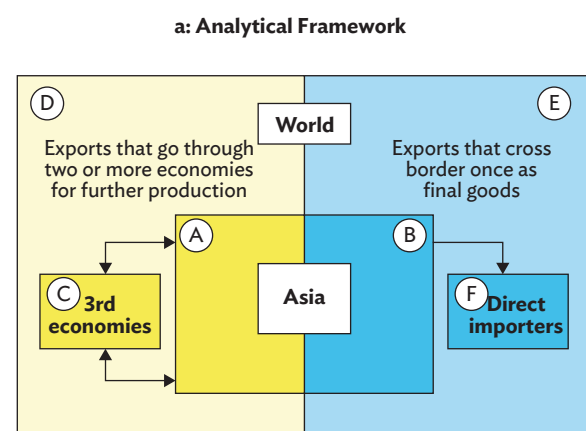 a: Analytical Framework
D
E
World
Exports that go through
two or more economies
for further production
Exports that cross
border once as
final goods
A
B
C
3rd
economies
Asia
F
Direct
importers